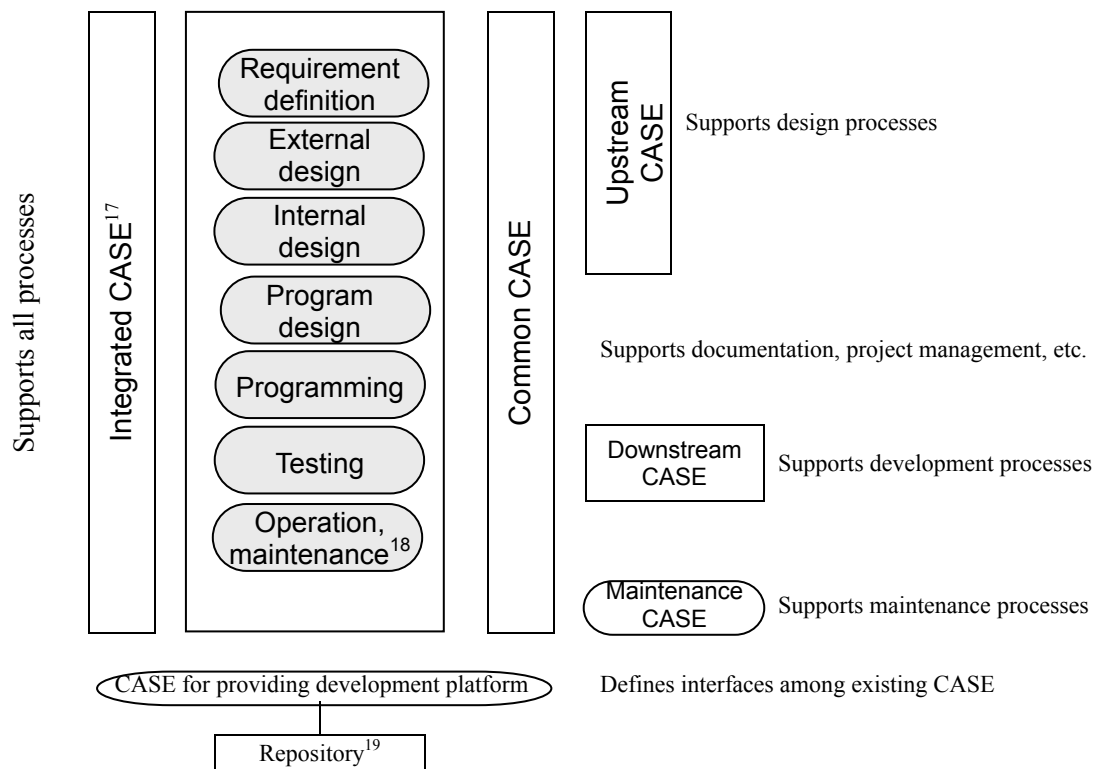 Supports all processes
Integrated CASE17
Requirement
definition
External
design
Internal
design
Program
design
Programming
Testing
Operation,
maintenance18
Common CASE
Upstream
CASE
Supports design processes
Supports documentation, project management, etc.
Downstream
CASE
Supports development processes
Maintenance
CASE
Supports maintenance processes
CASE for providing development platform
Defines interfaces among existing CASE
Repository19